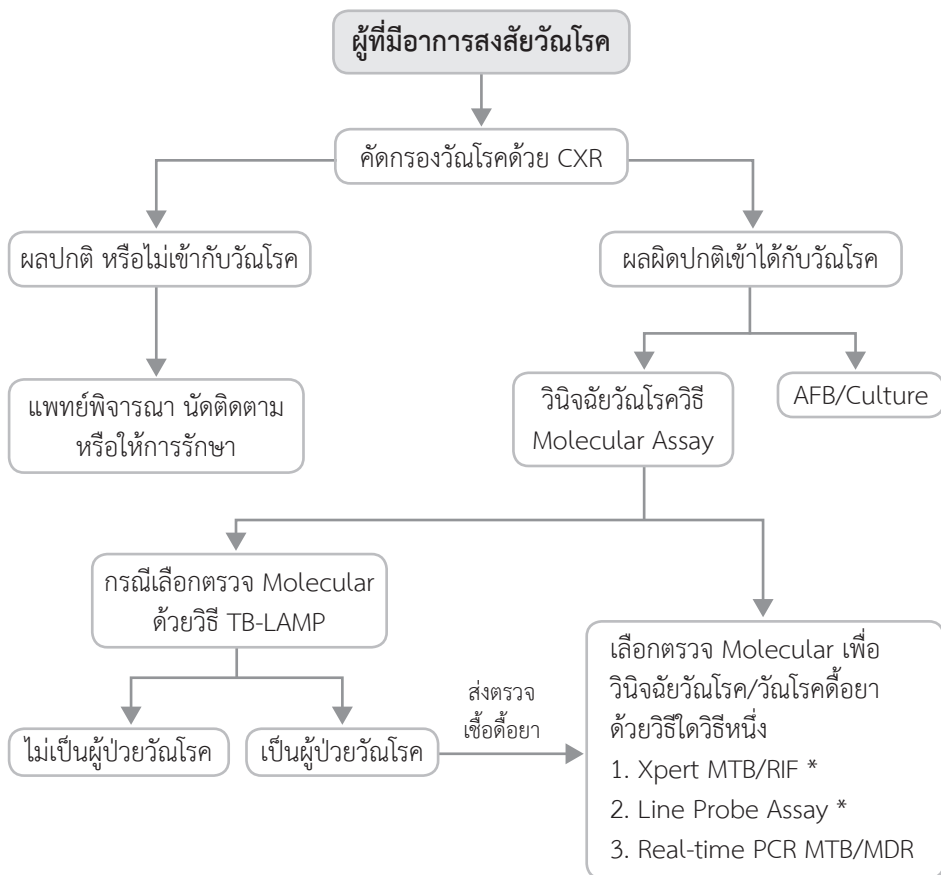 ผู้ที่มีอาการสงสัยวัณโรค
คัดกรองวัณโรคด้วย CXR
ผลปกติ หรือไม่เข้ากับวัณโรค
ผลผิดปกติเข้าได้กับวัณโรค
แพทย์พิจารณา นัดติดตาม
หรือให้การรักษา
วินิจฉัยวัณโรควิธี
Molecular Assay
AFB/Culture
กรณีเลือกตรวจ Molecular
ด้วยวิธี TB-LAMP
ไม่เป็นผู้ป่วยวัณโรค
เป็นผู้ป่วยวัณโรค
ส่งตรวจ
เชื้อดื้อยา
เลือกตรวจ Molecular เพื่อ
วินิจฉัยวัณโรค/วัณโรคดื้อยา
ด้วยวิธีใดวิธีหนึ่ง
1. Xpert MTB/RIF *
2. Line Probe Assay *
3. Real-time PCR MTB/MDR